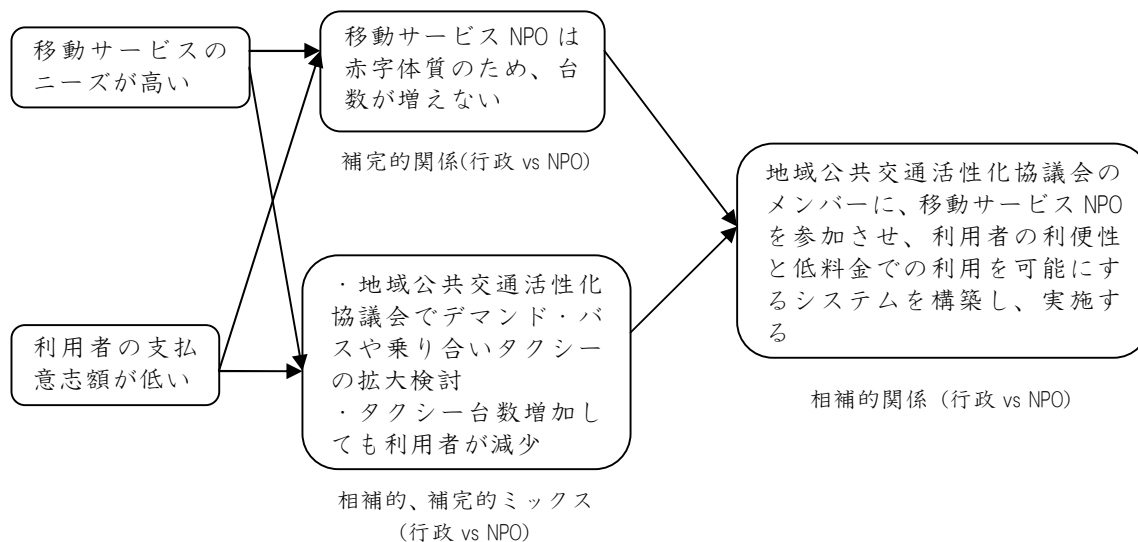 移動サービスの
ニーズが高い
利用者の支払
意志額が低い
移動サービス NPO は
赤字体質のため、台
数が増えない
補完的関係(行政 vs NPO)
・地域公共交通活性化
協議会でデマンド・バ
スや乗り合いタクシー
の拡大検討
・タクシー台数増加し
ても利用者が減少
相補的、補完的ミックス
(行政 vs NPO)
地域公共交通活性化協議会の
メンバーに、移動サービス NPO
を参加させ、利用者の利便性
と低料金での利用を可能にす
るシステムを構築し、実施す
る
相補的関係 (行政 vs NPO)